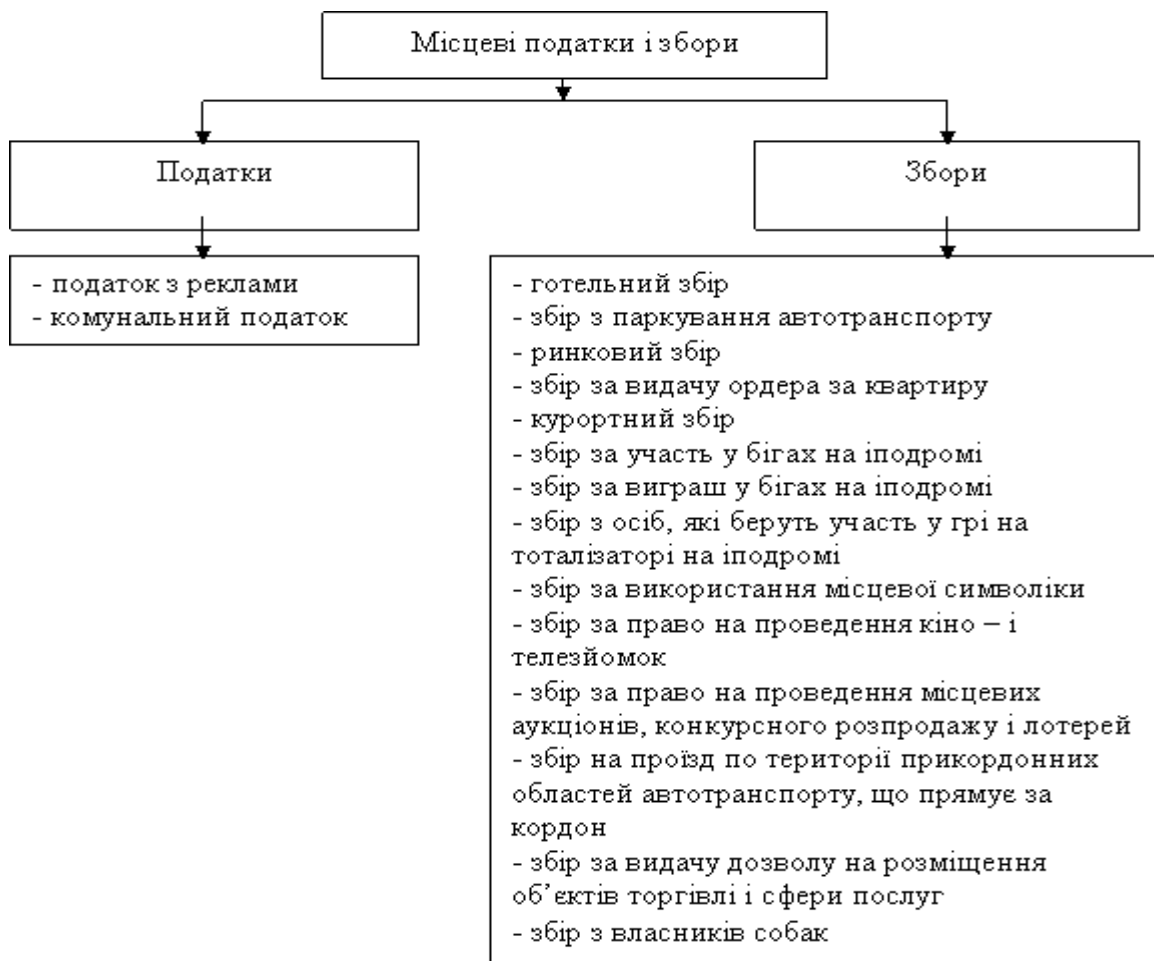 Місцеві податки і збори
Податки
Збори
- податок з реклами
- комунальний податок
- готельний збір
- збір з паркування автотранспорту
- ринковий збір
- збір за видачу ордера за квартиру
- курортний збір
- збір за участь у бігах на іподромі
- збір за виграш у бігах на іподромі
- збір з осіб, які беруть участь у грі на
тоталізаторі на іподромі
- збір за використання місцевої символіки
- збір за право на проведення кіно – і
телезйомок
- збір за право на проведення місцевих
аукціонів, конкурсного розпродажу і лотерей
- збір на проїзд по території прикордонних
областей автотранспорту, що прямує за
кордон
- збір за видачу дозволу на розміщення
об’єктів торгівлі і сфери послуг
- збір з власників собак